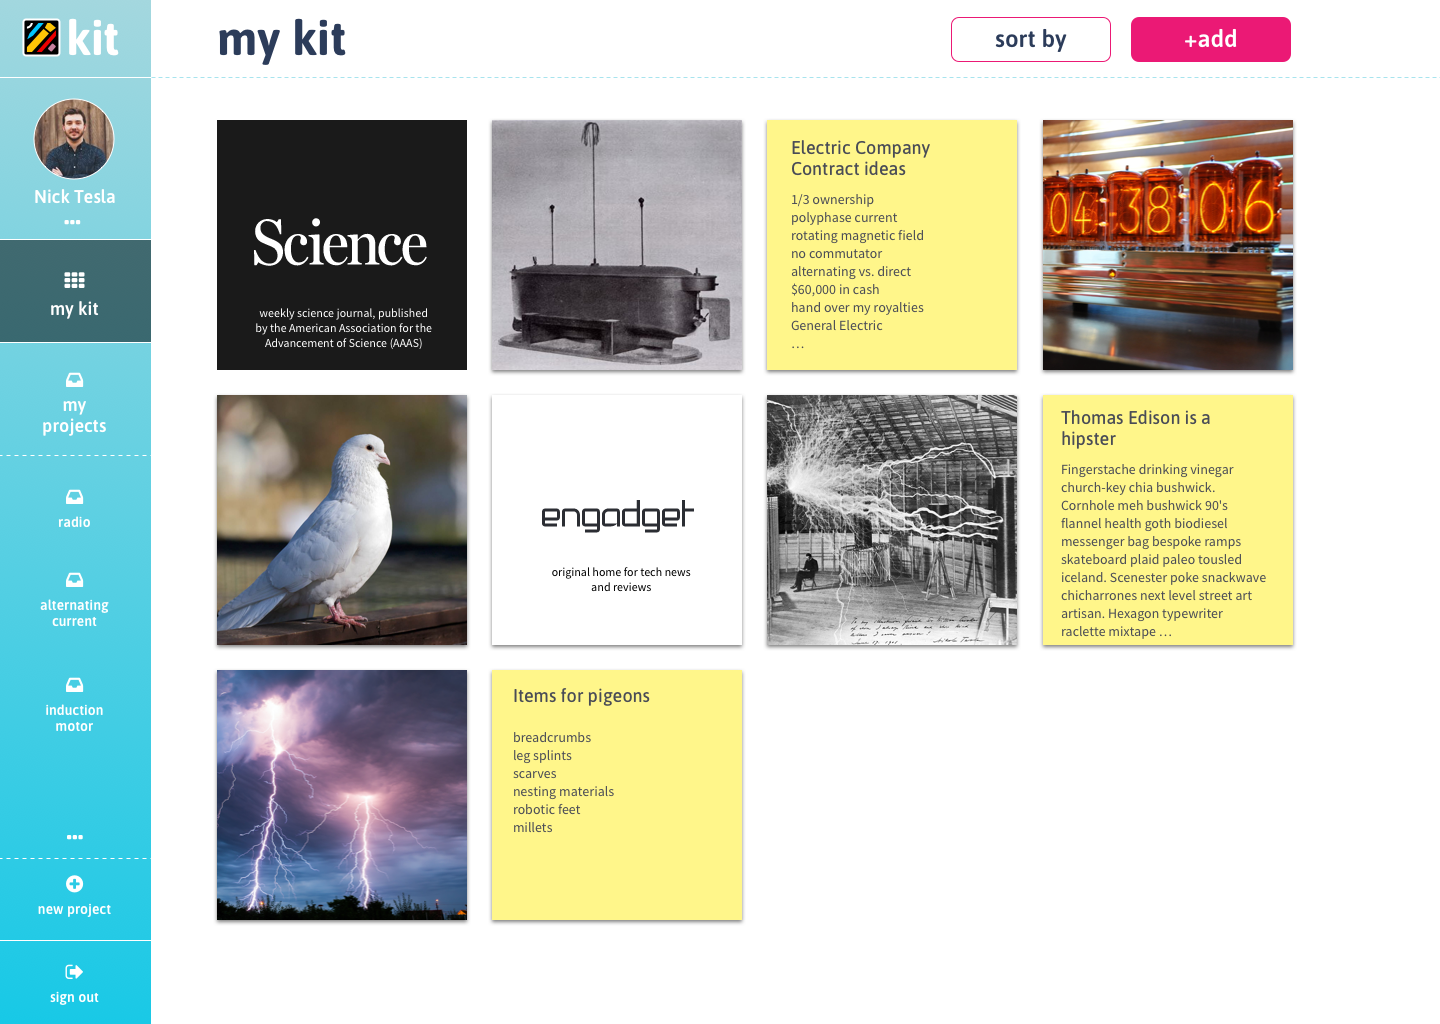 kit
my kit
sort by
+add
Nick Tesla
my kit
my
projects
radio
alternating
current
induction
motor
new project
sign out
Science
weekly science journal, published
by the American Association for the
Advancement of Science (AAAS)
Electric Company
Contract ideas
1/3 ownership
polyphase current
rotating magnetic field
no commutator
alternating vs. direct
$60,000 in cash
hand over my royalties
General Electric
…
04-38-06
engadget
original home for tech news
and reviews
Thomas Edison is a
hipster
Fingerstache drinking vinegar
church-key chia bushwick.
Cornhole meh bushwick 90's
flannel health goth biodiesel
messenger bag bespoke ramps
skateboard plaid paleo tousled
iceland. Scenester poke snackwave
chicharrones next level street art
artisan. Hexagon typewriter
raclette mixtape …
Items for pigeons
breadcrumbs
leg splints
scarves
nesting materials
robotic feet
millets